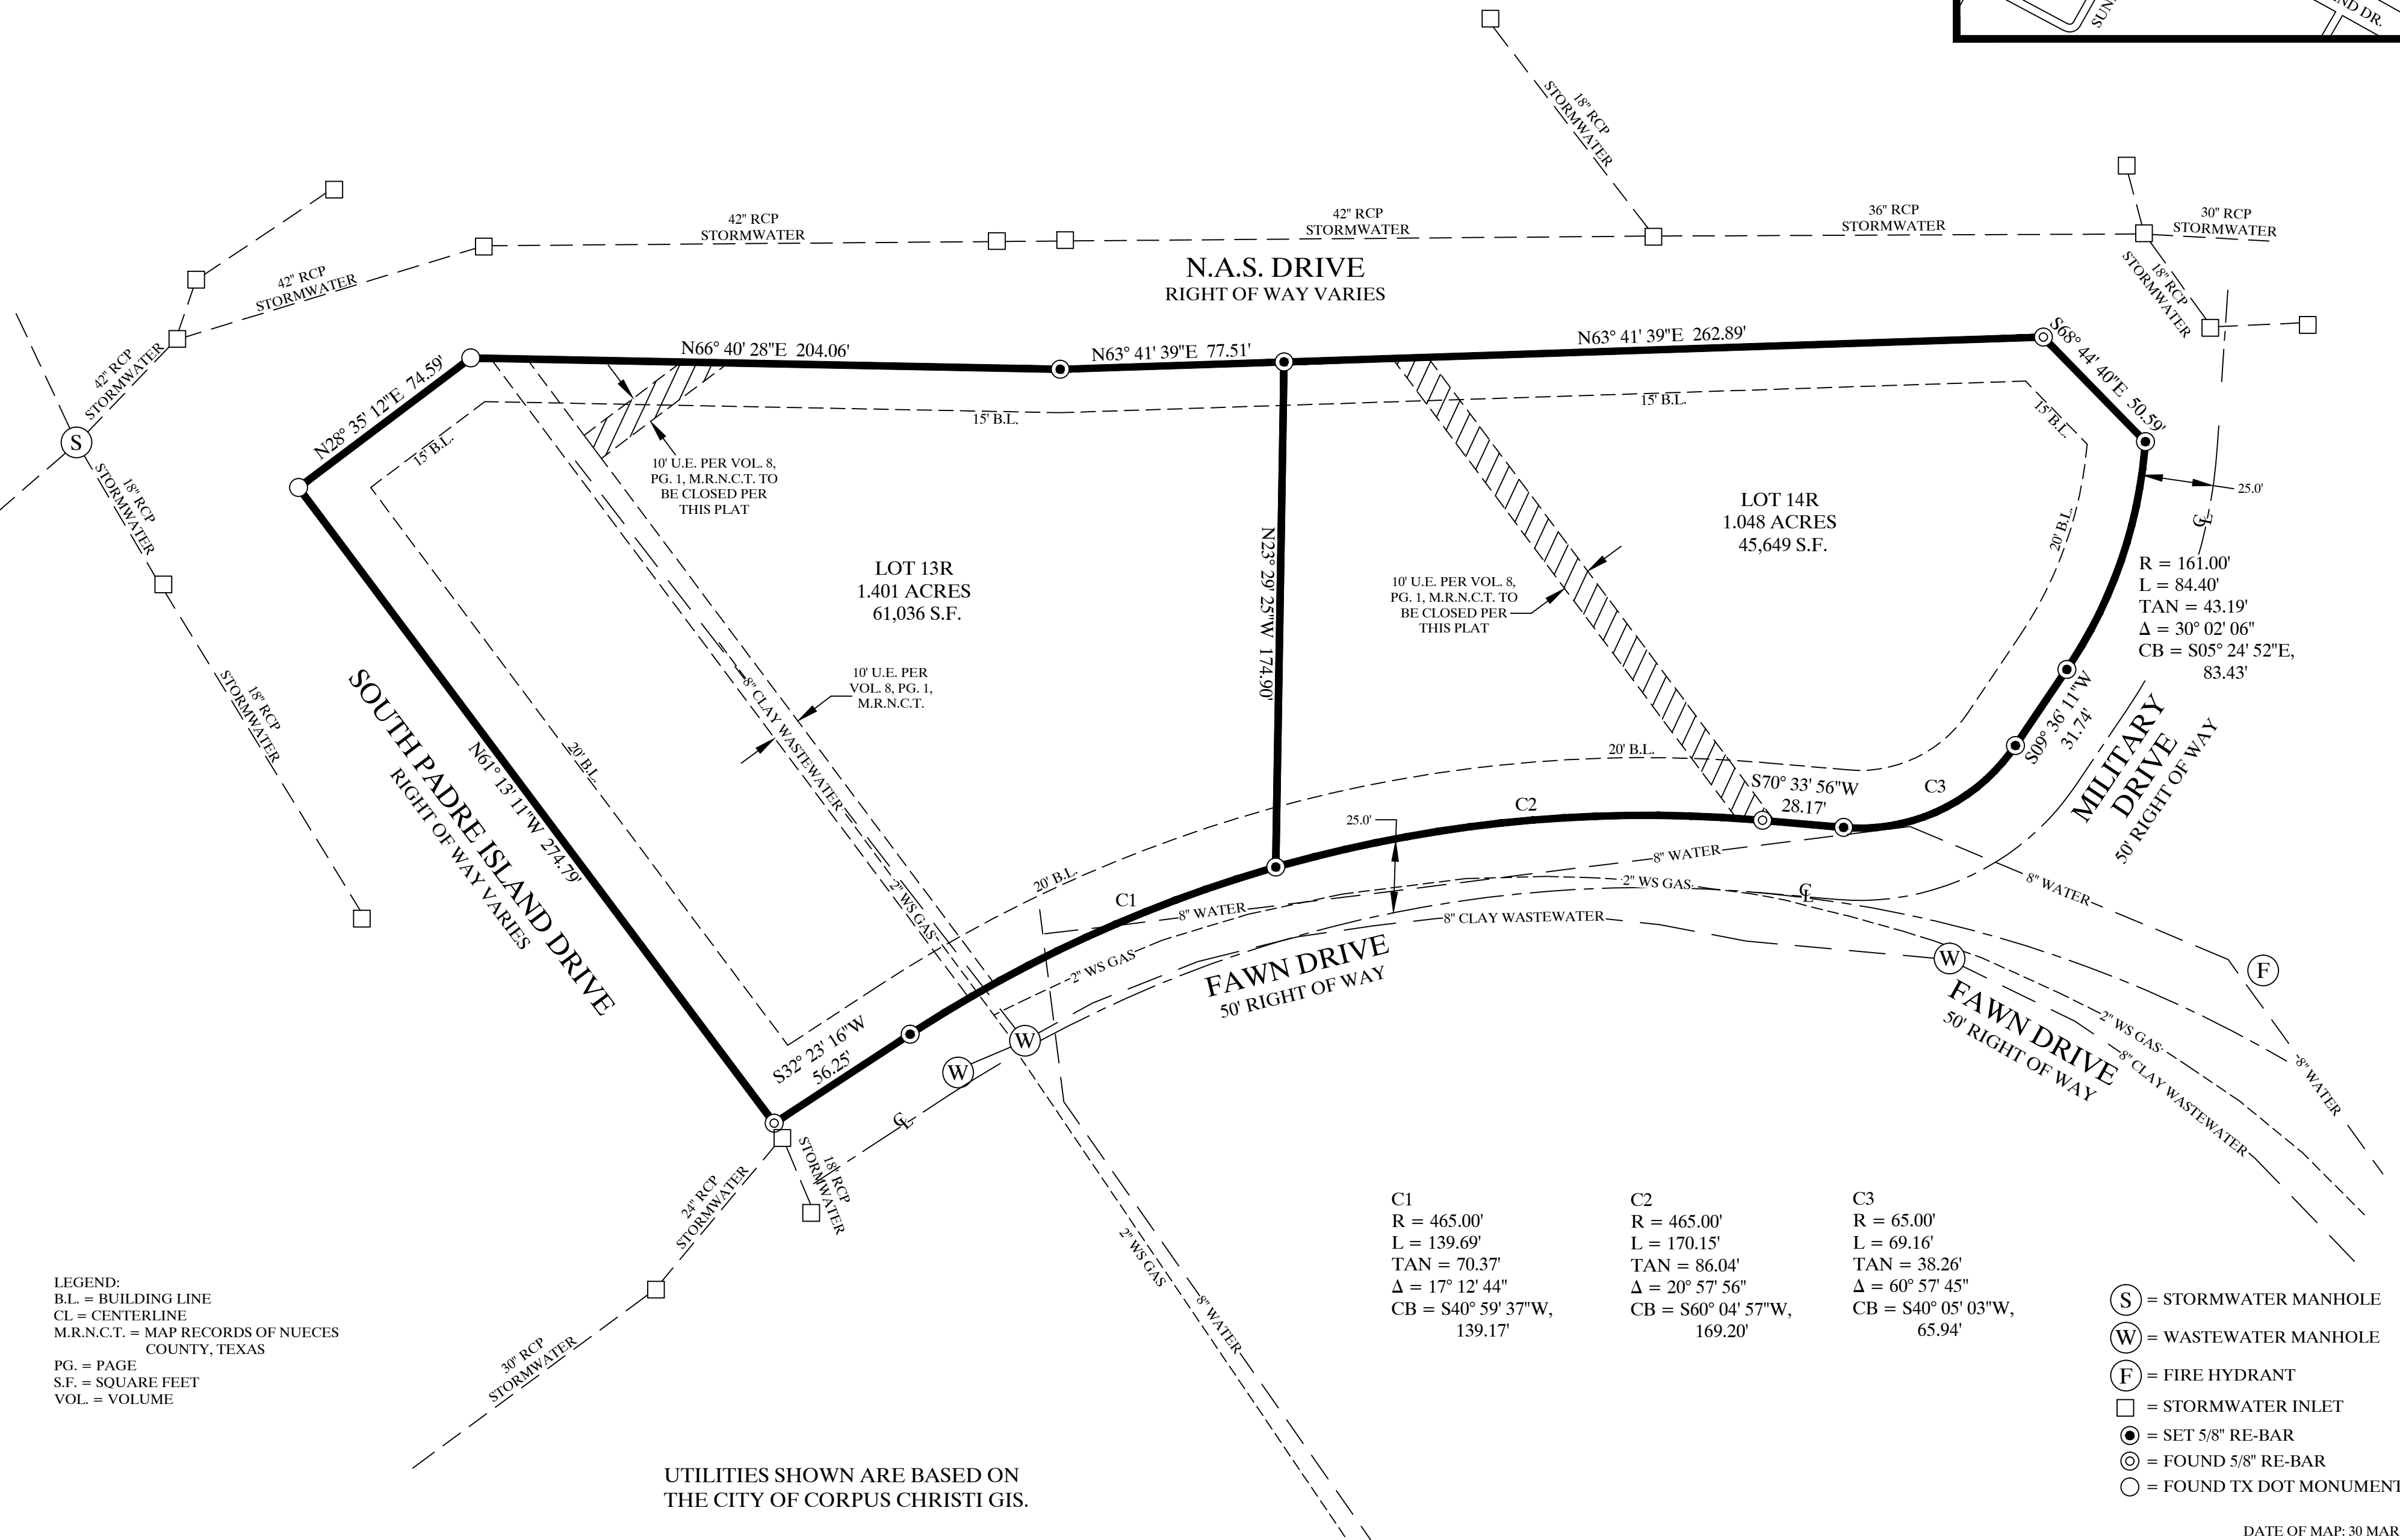 SUN
ND DR.
18" RCP
STORMWATER
42" RCP
STORMWATER
42" RCP
STORMWATER
36" RCP
STORMWATER
30" RCP
STORMWATER
18" RCP
STORMWATER
42" RCP
STORMWATER
42" RCP
STORMWATER
18" RCP
STORMWATER
18" RCP
STORMWATER
S
N.A.S. DRIVE
RIGHT OF WAY VARIES
N28° 35' 12"E 74.59'
N66° 40' 28"E 204.06'
N63° 41' 39"E 77.51'
N63° 41' 39"E 262.89'
S68° 44' 40"E 50.59'
15' B.L.
15' B.L.
15' B.L.
15' B.L.
20' B.L.
25.0'
CL
10' U.E. PER VOL. 8,
PG. 1, M.R.N.C.T. TO
BE CLOSED PER
THIS PLAT
LOT 13R
1.401 ACRES
61,036 S.F.
N23° 29' 25"W 174.90'
LOT 14R
1.048 ACRES
45,649 S.F.
10' U.E. PER VOL. 8,
PG. 1, M.R.N.C.T. TO
BE CLOSED PER
THIS PLAT
R = 161.00'
L = 84.40'
TAN = 43.19'
Δ = 30° 02' 06"
CB = S05° 24' 52"E,
83.43'
10' U.E. PER
VOL. 8, PG. 1,
M.R.N.C.T.
8" CLAY WASTEWATER
2" WS GAS
20' B.L.
SOUTH PADRE ISLAND DRIVE
RIGHT OF WAY VARIES
N61° 13' 11"W 274.79'
S09° 36' 11"W
31.74'
MILITARY
DRIVE
50' RIGHT OF WAY
20' B.L.
S70° 33' 56"W
28.17'
C3
C2
25.0'
20' B.L.
C1
8" WATER
8" WATER
2" WS GAS
CL
8" WATER
8" CLAY WASTEWATER
2" WS GAS
FAWN DRIVE
50' RIGHT OF WAY
W
F
FAWN DRIVE
50' RIGHT OF WAY
2" WS GAS
8" CLAY WASTEWATER
8" WATER
S32° 23' 16"W
56.25'
W
W
CL
18" RCP
STORMWATER
24" RCP
STORMWATER
30" RCP
STORMWATER
2" WS GAS
8" WATER
C1
R = 465.00'
L = 139.69'
TAN = 70.37'
Δ = 17° 12' 44"
CB = S40° 59' 37"W,
139.17'
C2
R = 465.00'
L = 170.15'
TAN = 86.04'
Δ = 20° 57' 56"
CB = S60° 04' 57"W,
169.20'
C3
R = 65.00'
L = 69.16'
TAN = 38.26'
Δ = 60° 57' 45"
CB = S40° 05' 03"W,
65.94'
LEGEND:
B.L. = BUILDING LINE
CL = CENTERLINE
M.R.N.C.T. = MAP RECORDS OF NUECES
COUNTY, TEXAS
PG. = PAGE
S.F. = SQUARE FEET
VOL. = VOLUME
S = STORMWATER MANHOLE
W = WASTEWATER MANHOLE
F = FIRE HYDRANT
= STORMWATER INLET
= SET 5/8" RE-BAR
= FOUND 5/8" RE-BAR
= FOUND TX DOT MONUMENT
UTILITIES SHOWN ARE BASED ON
THE CITY OF CORPUS CHRISTI GIS.
DATE OF MAP: 30 MAR